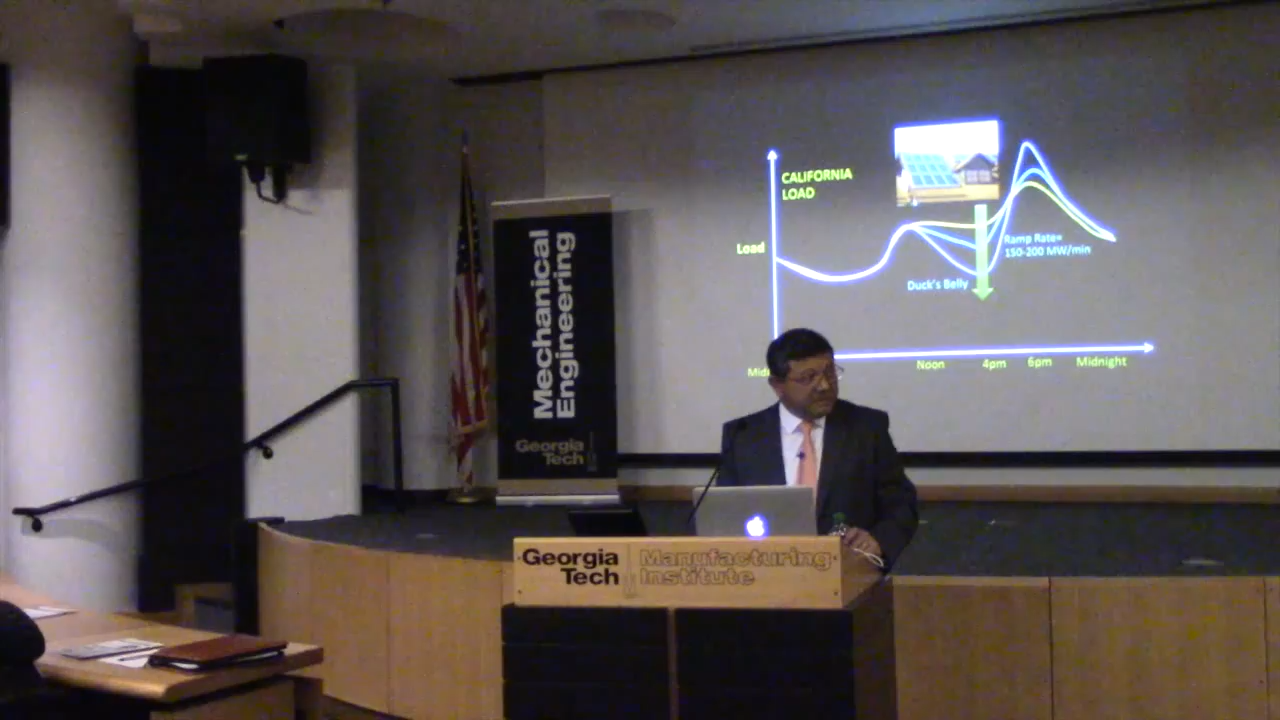 CALIFORNIA
LOAD
Load
Ramp Rate=
150-200 MW/min
Duck's Belly
Noon
4pm
6pm
Midnight
Mechanical
Engineering
Georgia
Tech
Georgia
Tech
Manufacturing
Institute